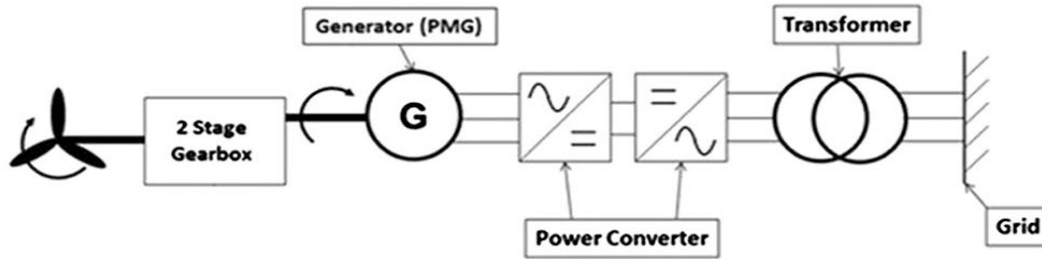 Generator (PMG)
Transformer
2 Stage
Gearbox
G
Power Converter
Grid